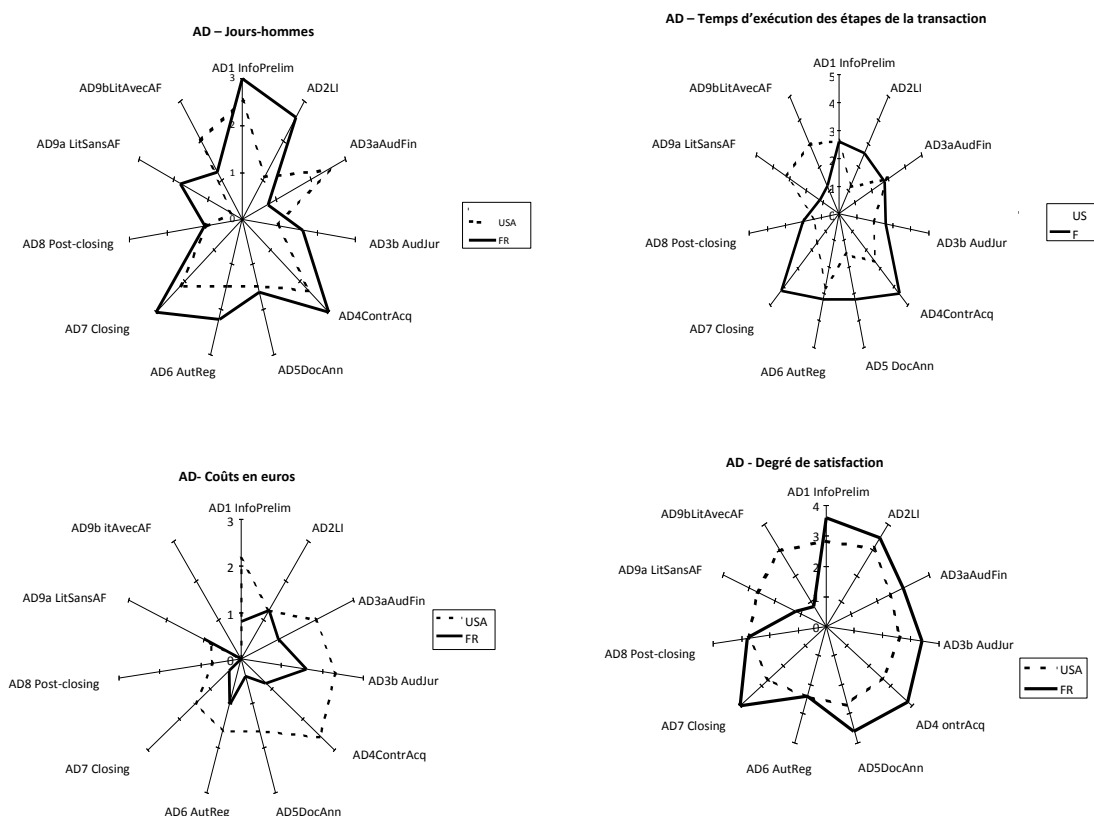 AD – Jours-hommes
AD1 InfoPrelim
AD2LI
AD3aAudFin
AD3b AudJur
AD4ContrAcq
AD5DocAnn
AD6 AutReg
AD7 Closing
AD8 Post-closing
AD9a LitSansAF
AD9bLitAvecAF
3
2
1
0
USA
FR
AD – Temps d’exécution des étapes de la transaction
AD1 InfoPrelim
AD2LI
AD3aAudFin
AD3b AudJur
AD4ContrAcq
AD5 DocAnn
AD6 AutReg
AD7 Closing
AD8 Post-closing
AD9a LitSansAF
AD9bLitAvecAF
5
4
3
2
1
0
US
F
AD- Coûts en euros
AD1 InfoPrelim
AD2LI
AD3aAudFin
AD3b AudJur
AD4ContrAcq
AD5DocAnn
AD6 AutReg
AD7 Closing
AD8 Post-closing
AD9a LitSansAF
AD9b itAvecAF
3
2
1
0
USA
FR
AD - Degré de satisfaction
AD1 InfoPrelim
AD2LI
AD3aAudFin
AD3b AudJur
AD4 ontrAcq
AD5DocAnn
AD6 AutReg
AD7 Closing
AD8 Post-closing
AD9a LitSansAF
AD9bLitAvecAF
4
3
2
1
0
USA
FR